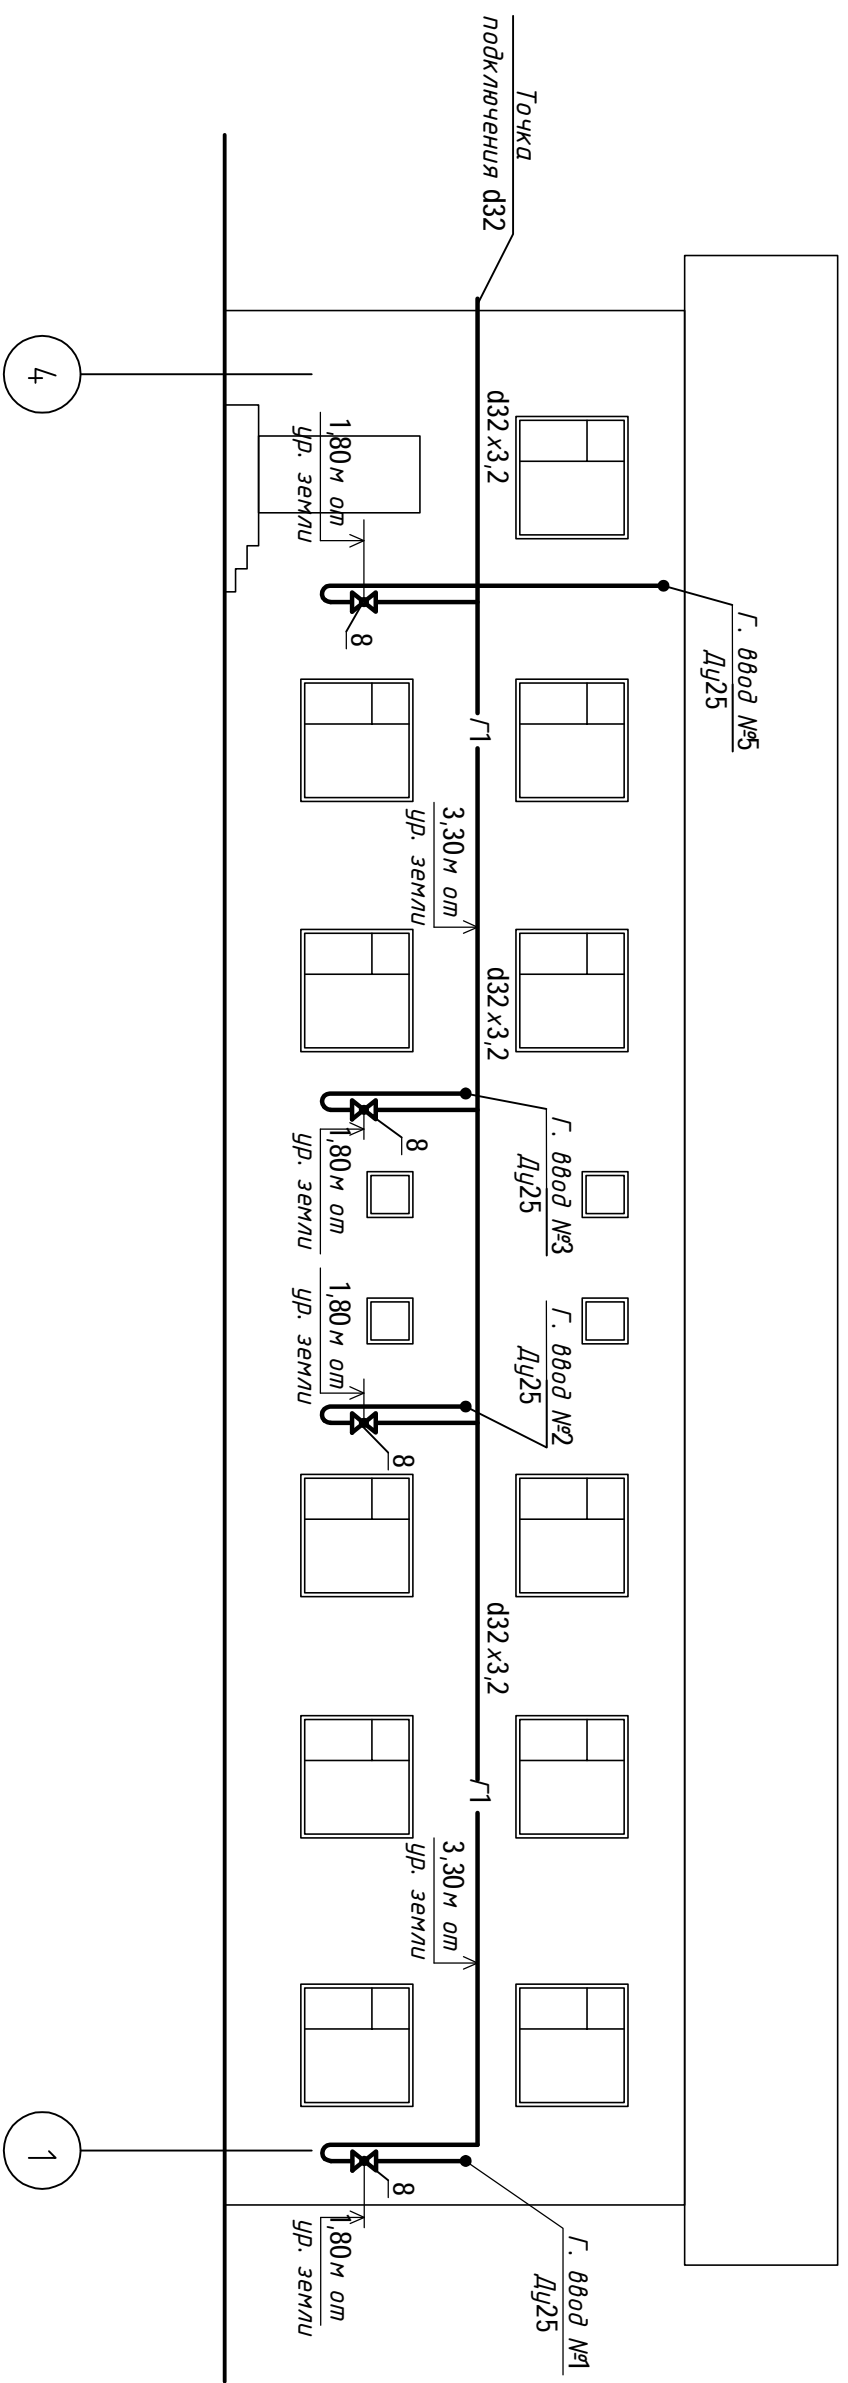 Точка
подключения d32
4
d32x3,2
1,80м от
ур. земли
8
Г. ввод №5
Ду25
Г1
3,30м от
ур. земли
d32x3,2
Г. ввод №3
Ду25
8
1,80м от
ур. земли
Г. ввод №2
Ду25
1,80м от
ур. земли
8
d32x3,2
Г1
3,30м от
ур. земли
1
8
1,80м от
ур. земли
Г. ввод №1
Ду25